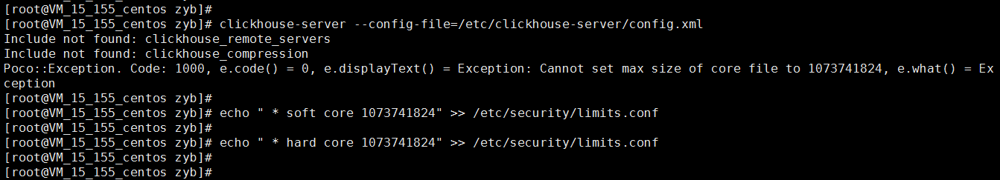 [root@VM_15_155_centos zyb]#
[root@VM_15_155_centos zyb]# clickhouse-server --config-file=/etc/clickhouse-server/config.xml
Include not found: clickhouse_remote_servers
Include not found: clickhouse_compression
Poco::Exception. Code: 1000, e.code() = 0, e.displayText() = Exception: Cannot set max size of core file to 1073741824, e.what() = Ex
ception
[root@VM_15_155_centos zyb]#
[root@VM_15_155_centos zyb]# echo " * soft core 1073741824" >> /etc/security/limits.conf
[root@VM_15_155_centos zyb]#
[root@VM_15_155_centos zyb]# echo " * hard core 1073741824" >> /etc/security/limits.conf
[root@VM_15_155_centos zyb]#
[root@VM_15_155_centos zyb]#